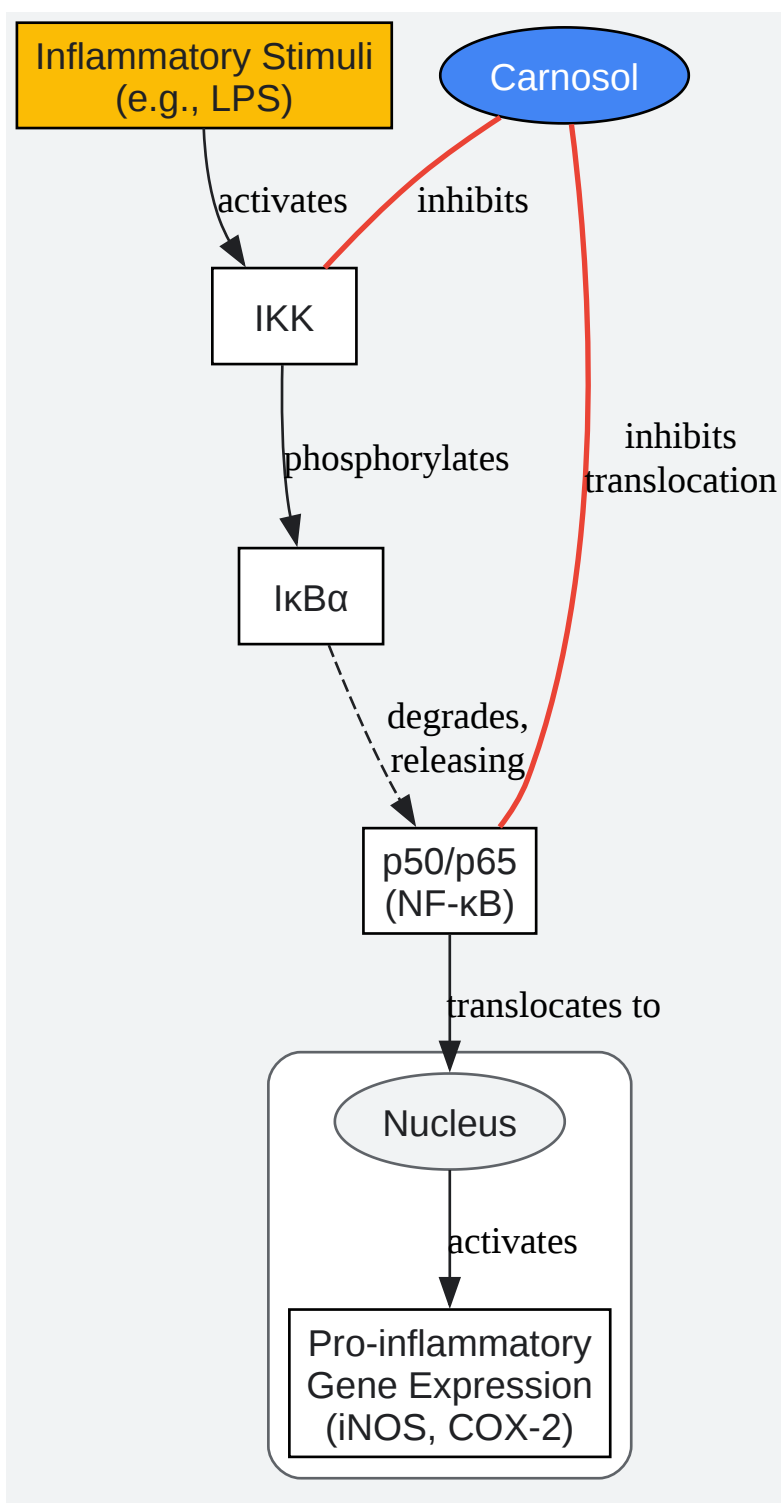 Inflammatory Stimuli
(e.g., LPS)
Carnosol
activates
inhibits
IKK
phosphorylates
inhibits
translocation
IκBα
degrades,
releasing
p50/p65
(NF-κB)
translocates to
Nucleus
activates
Pro-inflammatory
Gene Expression
(iNOS, COX-2)